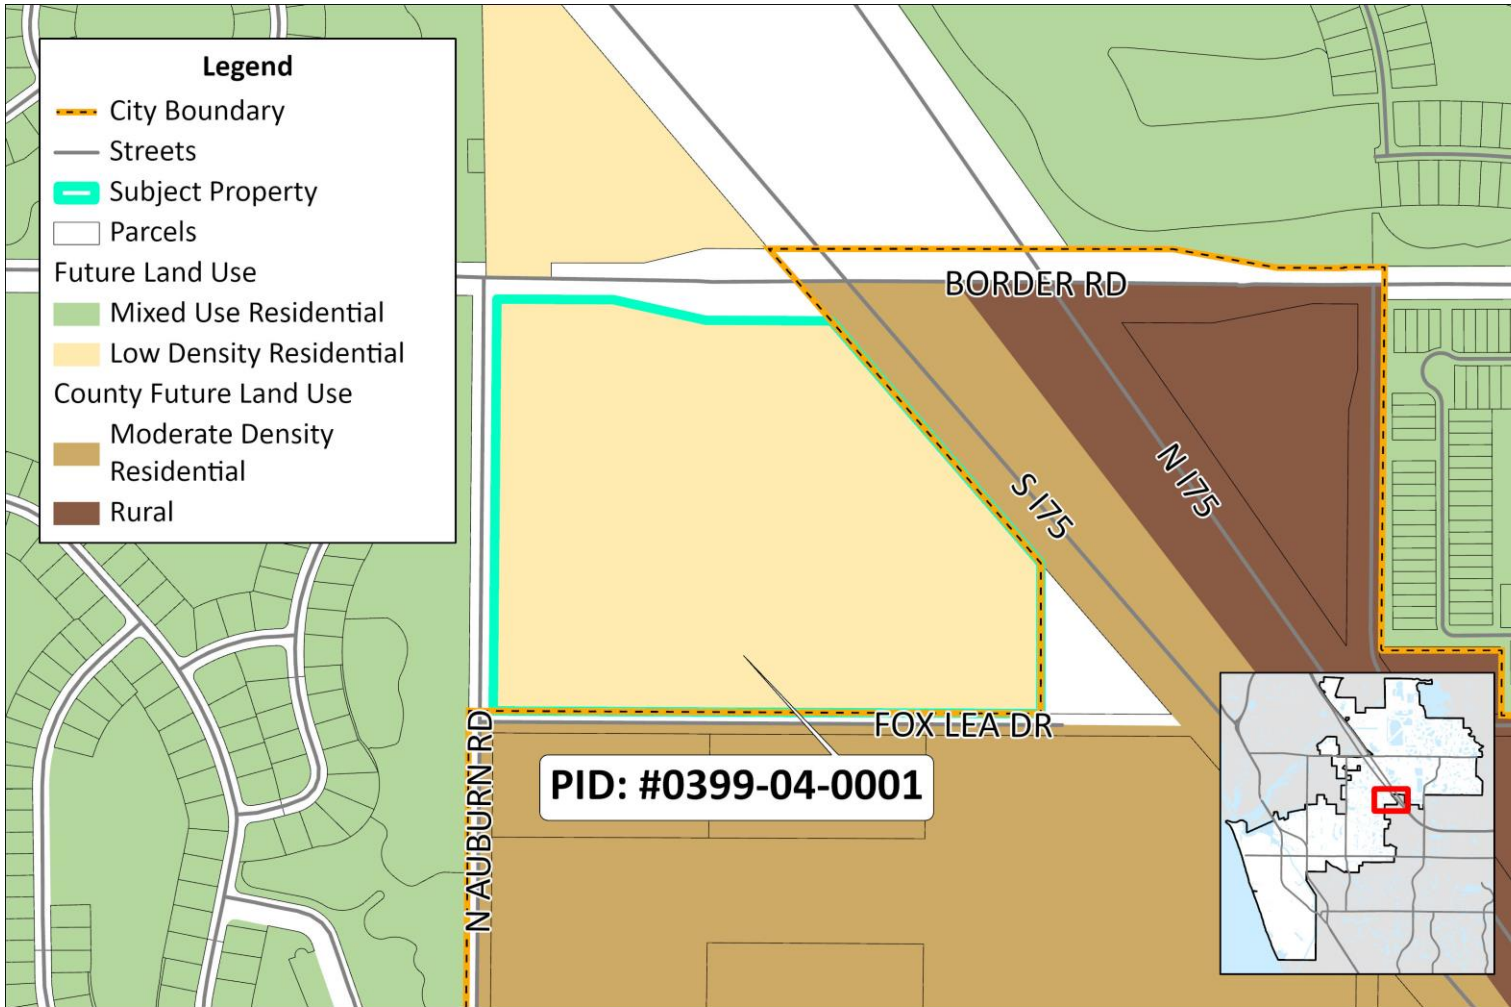 Legend
City Boundary
Streets
Subject Property
Parcels
Future Land Use
Mixed Use Residential
Low Density Residential
County Future Land Use
Moderate Density
Residential
Rural
BORDER RD
N I75
S I75
FOX LEA DR
N AUBURN RD
PID: #0399-04-0001